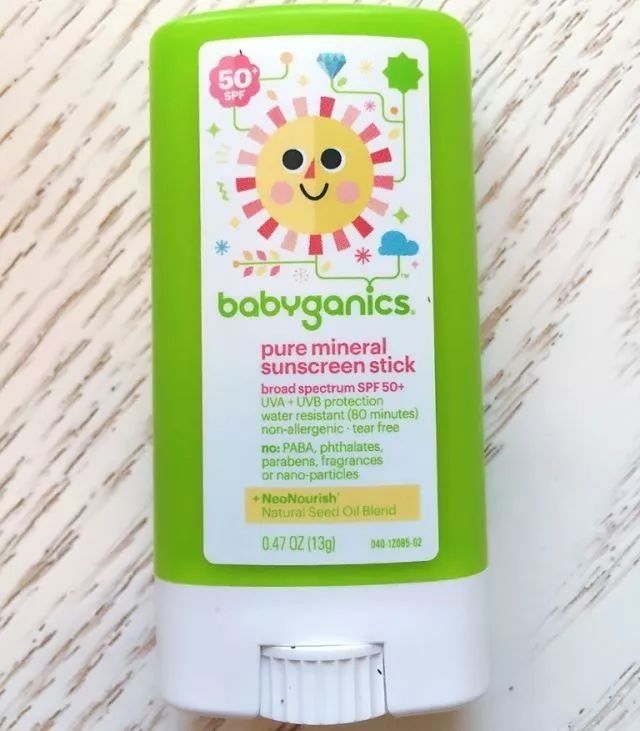 50+
SPF
babyganics®
™
pure mineral
sunscreen stick
broad spectrum SPF 50+
UVA + UVB protection
water resistant (80 minutes)
non-allergenic · tear free
no: PABA, phthalates,
parabens, fragrances
or nano-particles
+ NeoNourish
Natural Seed Oil Blend
0.47 OZ (13g) 040-12085-02